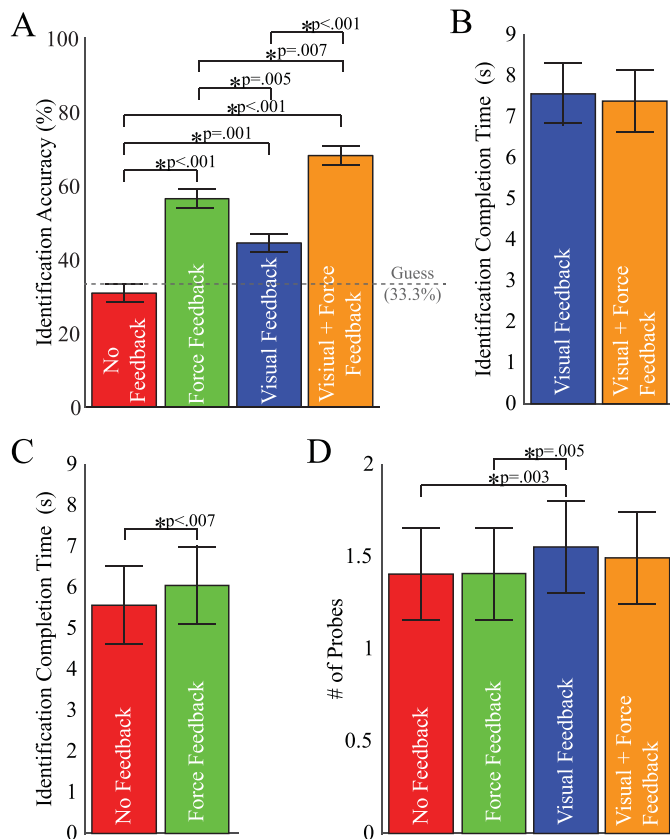 A
Identification Accuracy (%)
100
80
60
40
20
0
*p<.001
*p=.007
*p=.005
*p<.001
*p=.001
*p<.001
Guess
(33.3%)
No
Feedback
Force Feedback
Visual Feedback
Visiual + Force
Feedback
B
Identification Completion Time (s)
9
8
7
6
5
4
3
2
1
0
Visual Feedback
Visual + Force
Feedback
C
Identification Completion Time (s)
9
8
7
6
5
4
3
2
1
0
*p<.007
No Feedback
Force Feedback
D
# of Probes
2
1.5
1
0.5
0
*p=.005
*p=.003
No Feedback
Force Feedback
Visual Feedback
Visual + Force
Feedback